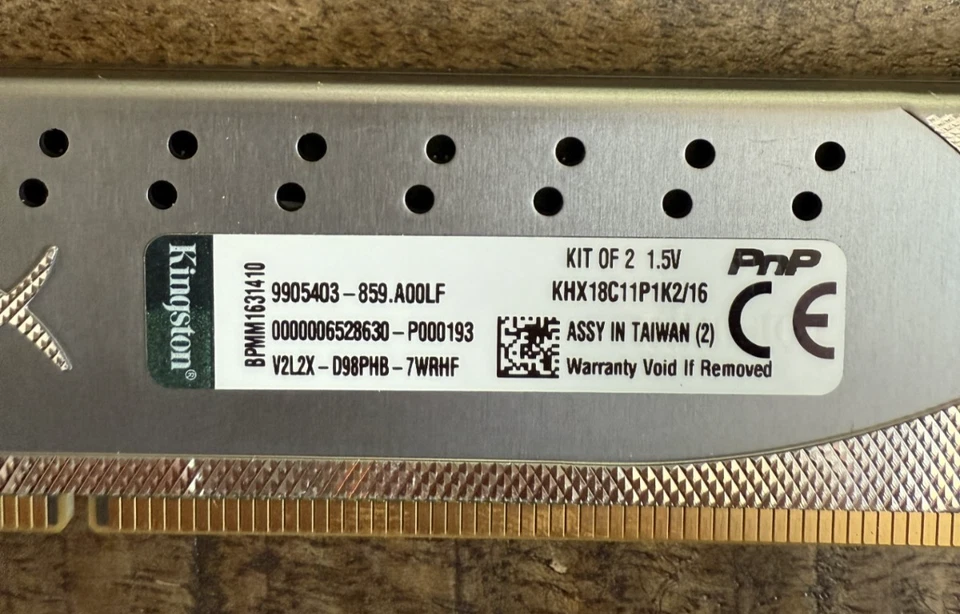 Kingston®
BPMM1631410
9905403-859.A00LF
0000006528630-P000193
V2L2X-D98PHB-7WRHF
KIT OF 2 1.5V
KHX18C11P1K2/16
ASSY IN TAIWAN (2)
Warranty Void If Removed
PnP
CE